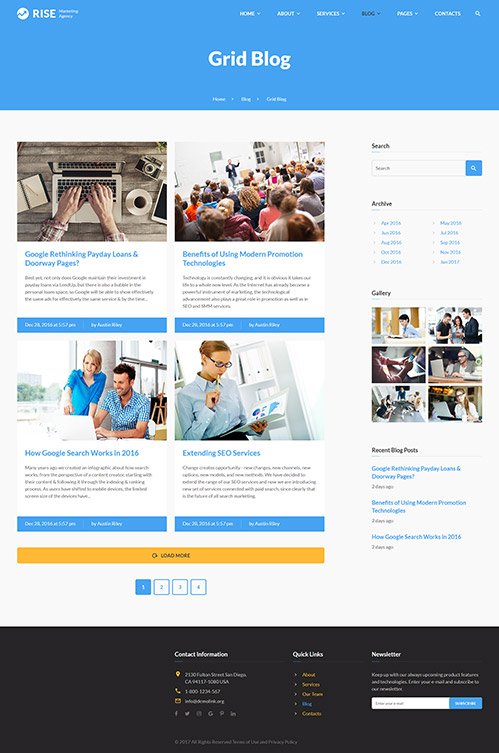 RISE Marketing
Agency
HOME ABOUT SERVICES BLOG PAGES CONTACTS
Grid Blog
Home > Blog > Grid Blog
Google Rethinking Payday Loans &
Doorway Pages?
Best yet, not only does Google maintain their investment in
payday loans via LendUp, but there is also a bubble in the
personal loans space, so Google will be able to show effectively
the same ads for effectively the same service & by the time...
Dec 28, 2016 at 5:57 pm by Austin Riley
Benefits of Using Modern Promotion
Technologies
Technology is constantly changing, and it is obvious it takes our
life to a whole new level. As the Internet has already become a
powerful instrument of marketing, the technological
advancement also plays a great role in promotion as well as in
SEO and SMM services.
Dec 28, 2016 at 5:57 pm by Austin Riley
How Google Search Works in 2016
Many years ago we created an infographic about how search
works, from the perspective of a content creator, starting with
their content & following it through the indexing & ranking
process. As users have shifted to mobile devices, the limited
screen size of the devices have...
Dec 28, 2016 at 5:57 pm by Austin Riley
Extending SEO Services
Change creates opportunity - new changes, new channels, new
options, new models, and new methods. We have decided to
extend the range of our SEO services and now we are introducing
new set of services connected with paid search, since clearly that
is the future of all search marketing.
Dec 28, 2016 at 5:57 pm by Austin Riley
LOAD MORE
1 2 3 4
Search
Search
Archive
Apr 2016 May 2016
Jun 2016 Jul 2016
Aug 2016 Sep 2016
Oct 2016 Nov 2016
Dec 2016 Jan 2017
Gallery
Recent Blog Posts
Google Rethinking Payday Loans &
Doorway Pages?
2 days ago
Benefits of Using Modern Promotion
Technologies
2 days ago
How Google Search Works in 2016
2 days ago
Contact Information
2130 Fulton Street San Diego,
CA 94117-1080 USA
1-800-1234-567
info@demolink.org
Quick Links
About
Services
Our Team
Blog
Contacts
Newsletter
Keep up with our always upcoming product features
and technologies. Enter your e-mail and subscribe to
our newsletter.
Enter your e-mail SUBSCRIBE
© 2017 All Rights Reserved Terms of Use and Privacy Policy